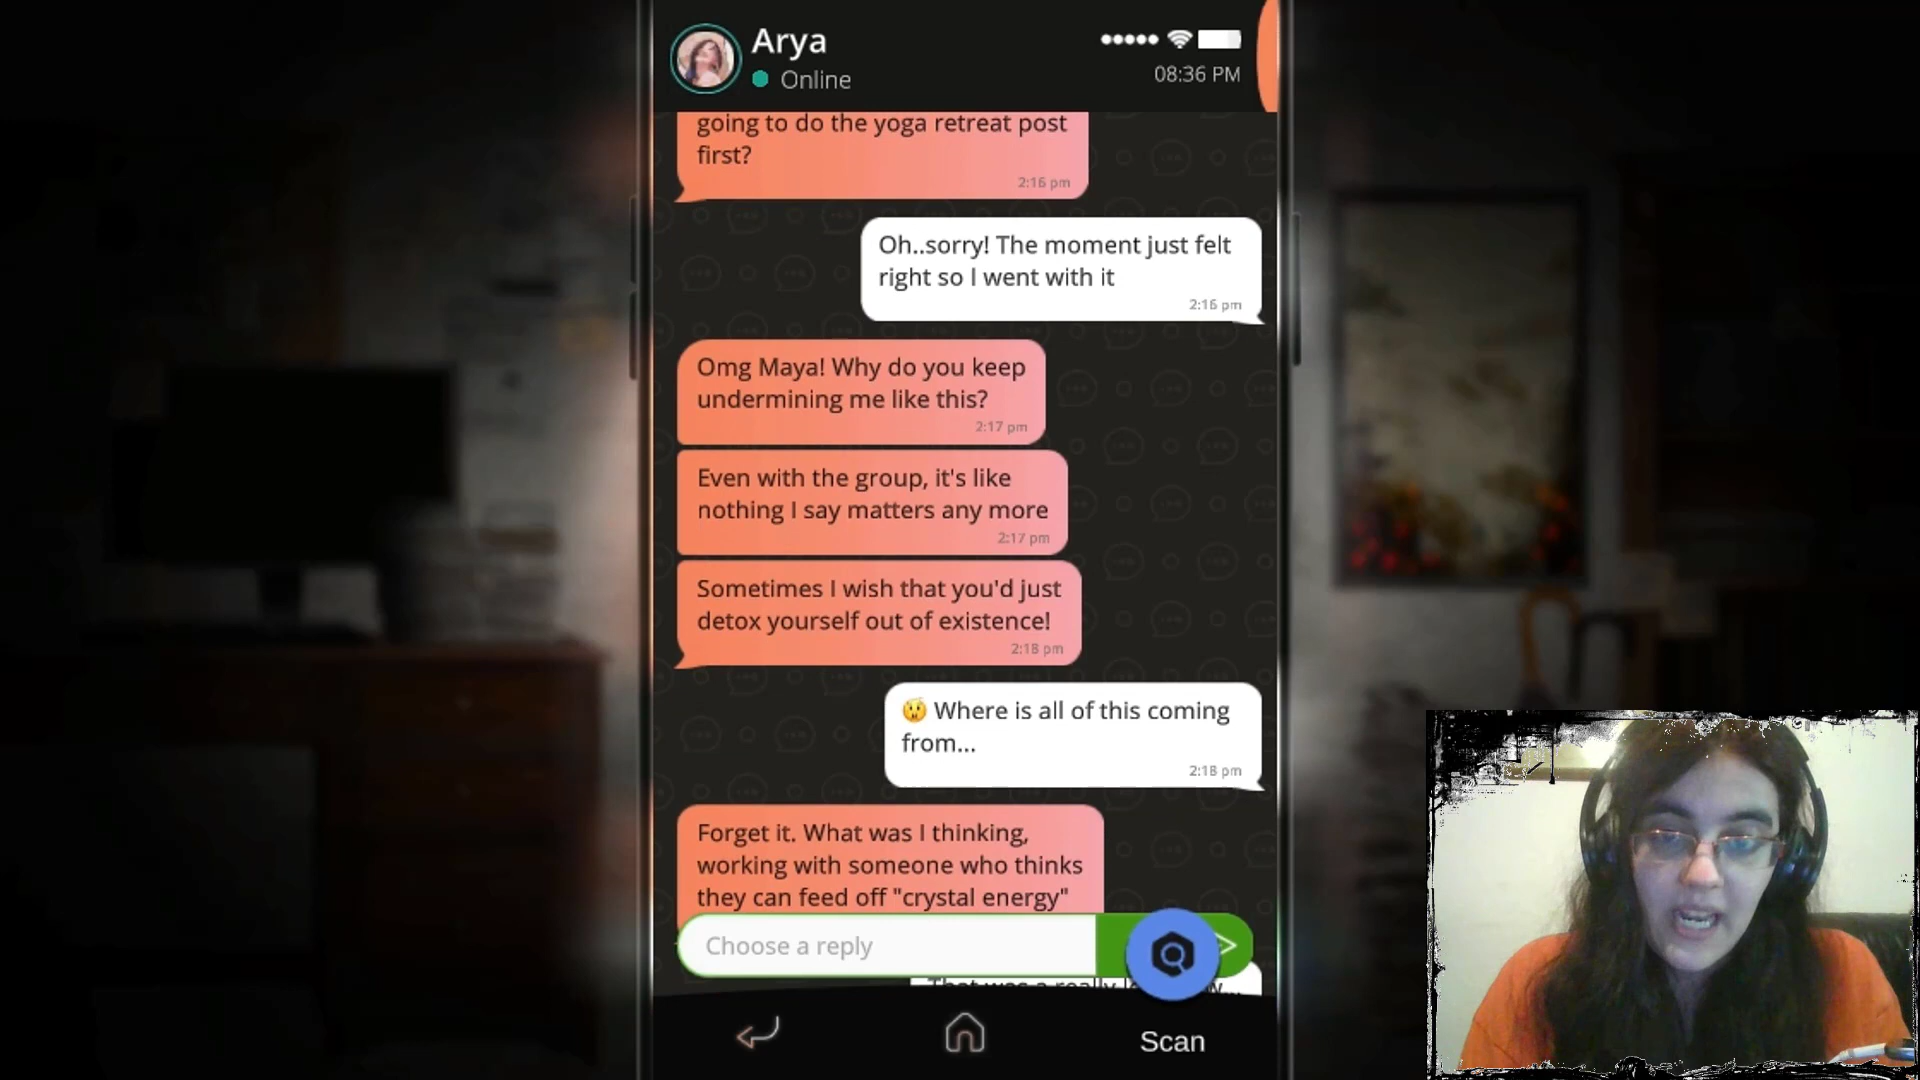 Arya
Online
08:36 PM
going to do the yoga retreat post
first?
2:16 pm
Oh..sorry! The moment just felt
right so I went with it
2:16 pm
Omg Maya! Why do you keep
undermining me like this?
2:17 pm
Even with the group, it's like
nothing I say matters any more
2:17 pm
Sometimes I wish that you'd just
detox yourself out of existence!
2:18 pm
😲 Where is all of this coming
from...
2:18 pm
Forget it. What was I thinking,
working with someone who thinks
they can feed off "crystal energy"
Choose a reply
That was a really
Scan